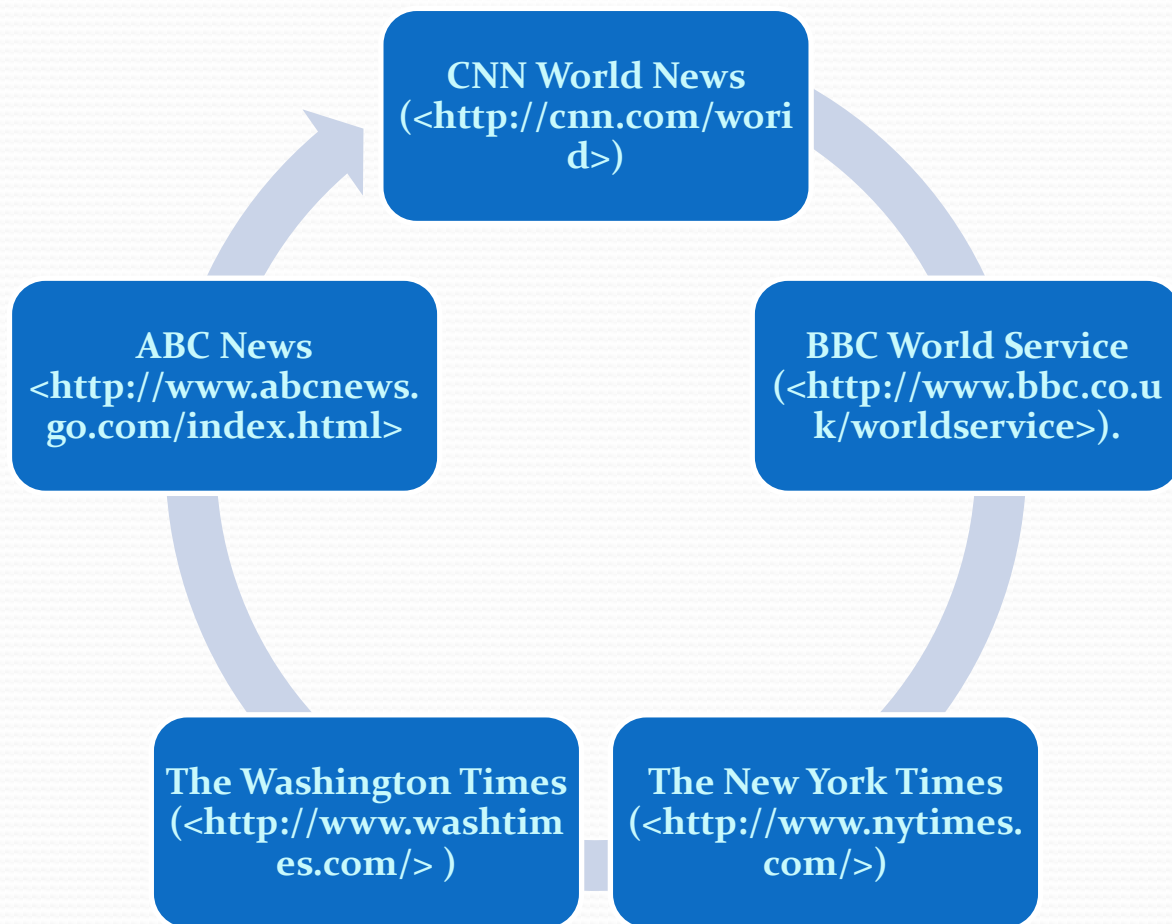 CNN World News
(<http://cnn.com/wori
d>)
BBC World Service
(<http://www.bbc.co.u
k/worldservice>).
The New York Times
(<http://www.nytimes.
com/>)
The Washington Times
(<http://www.washtim
es.com/> )
ABC News
<http://www.abcnews.
go.com/index.html>